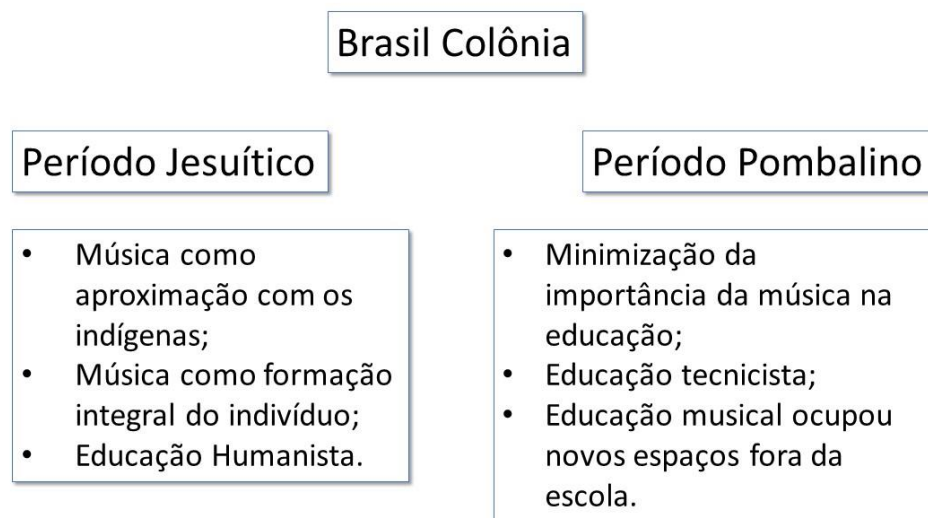 Brasil Colônia
Período Jesuítico
• Música como
aproximação com os
indígenas;
• Música como formação
integral do indivíduo;
• Educação Humanista.
Período Pombalino
• Minimização da
importância da música na
educação;
• Educação tecnicista;
• Educação musical ocupou
novos espaços fora da
escola.